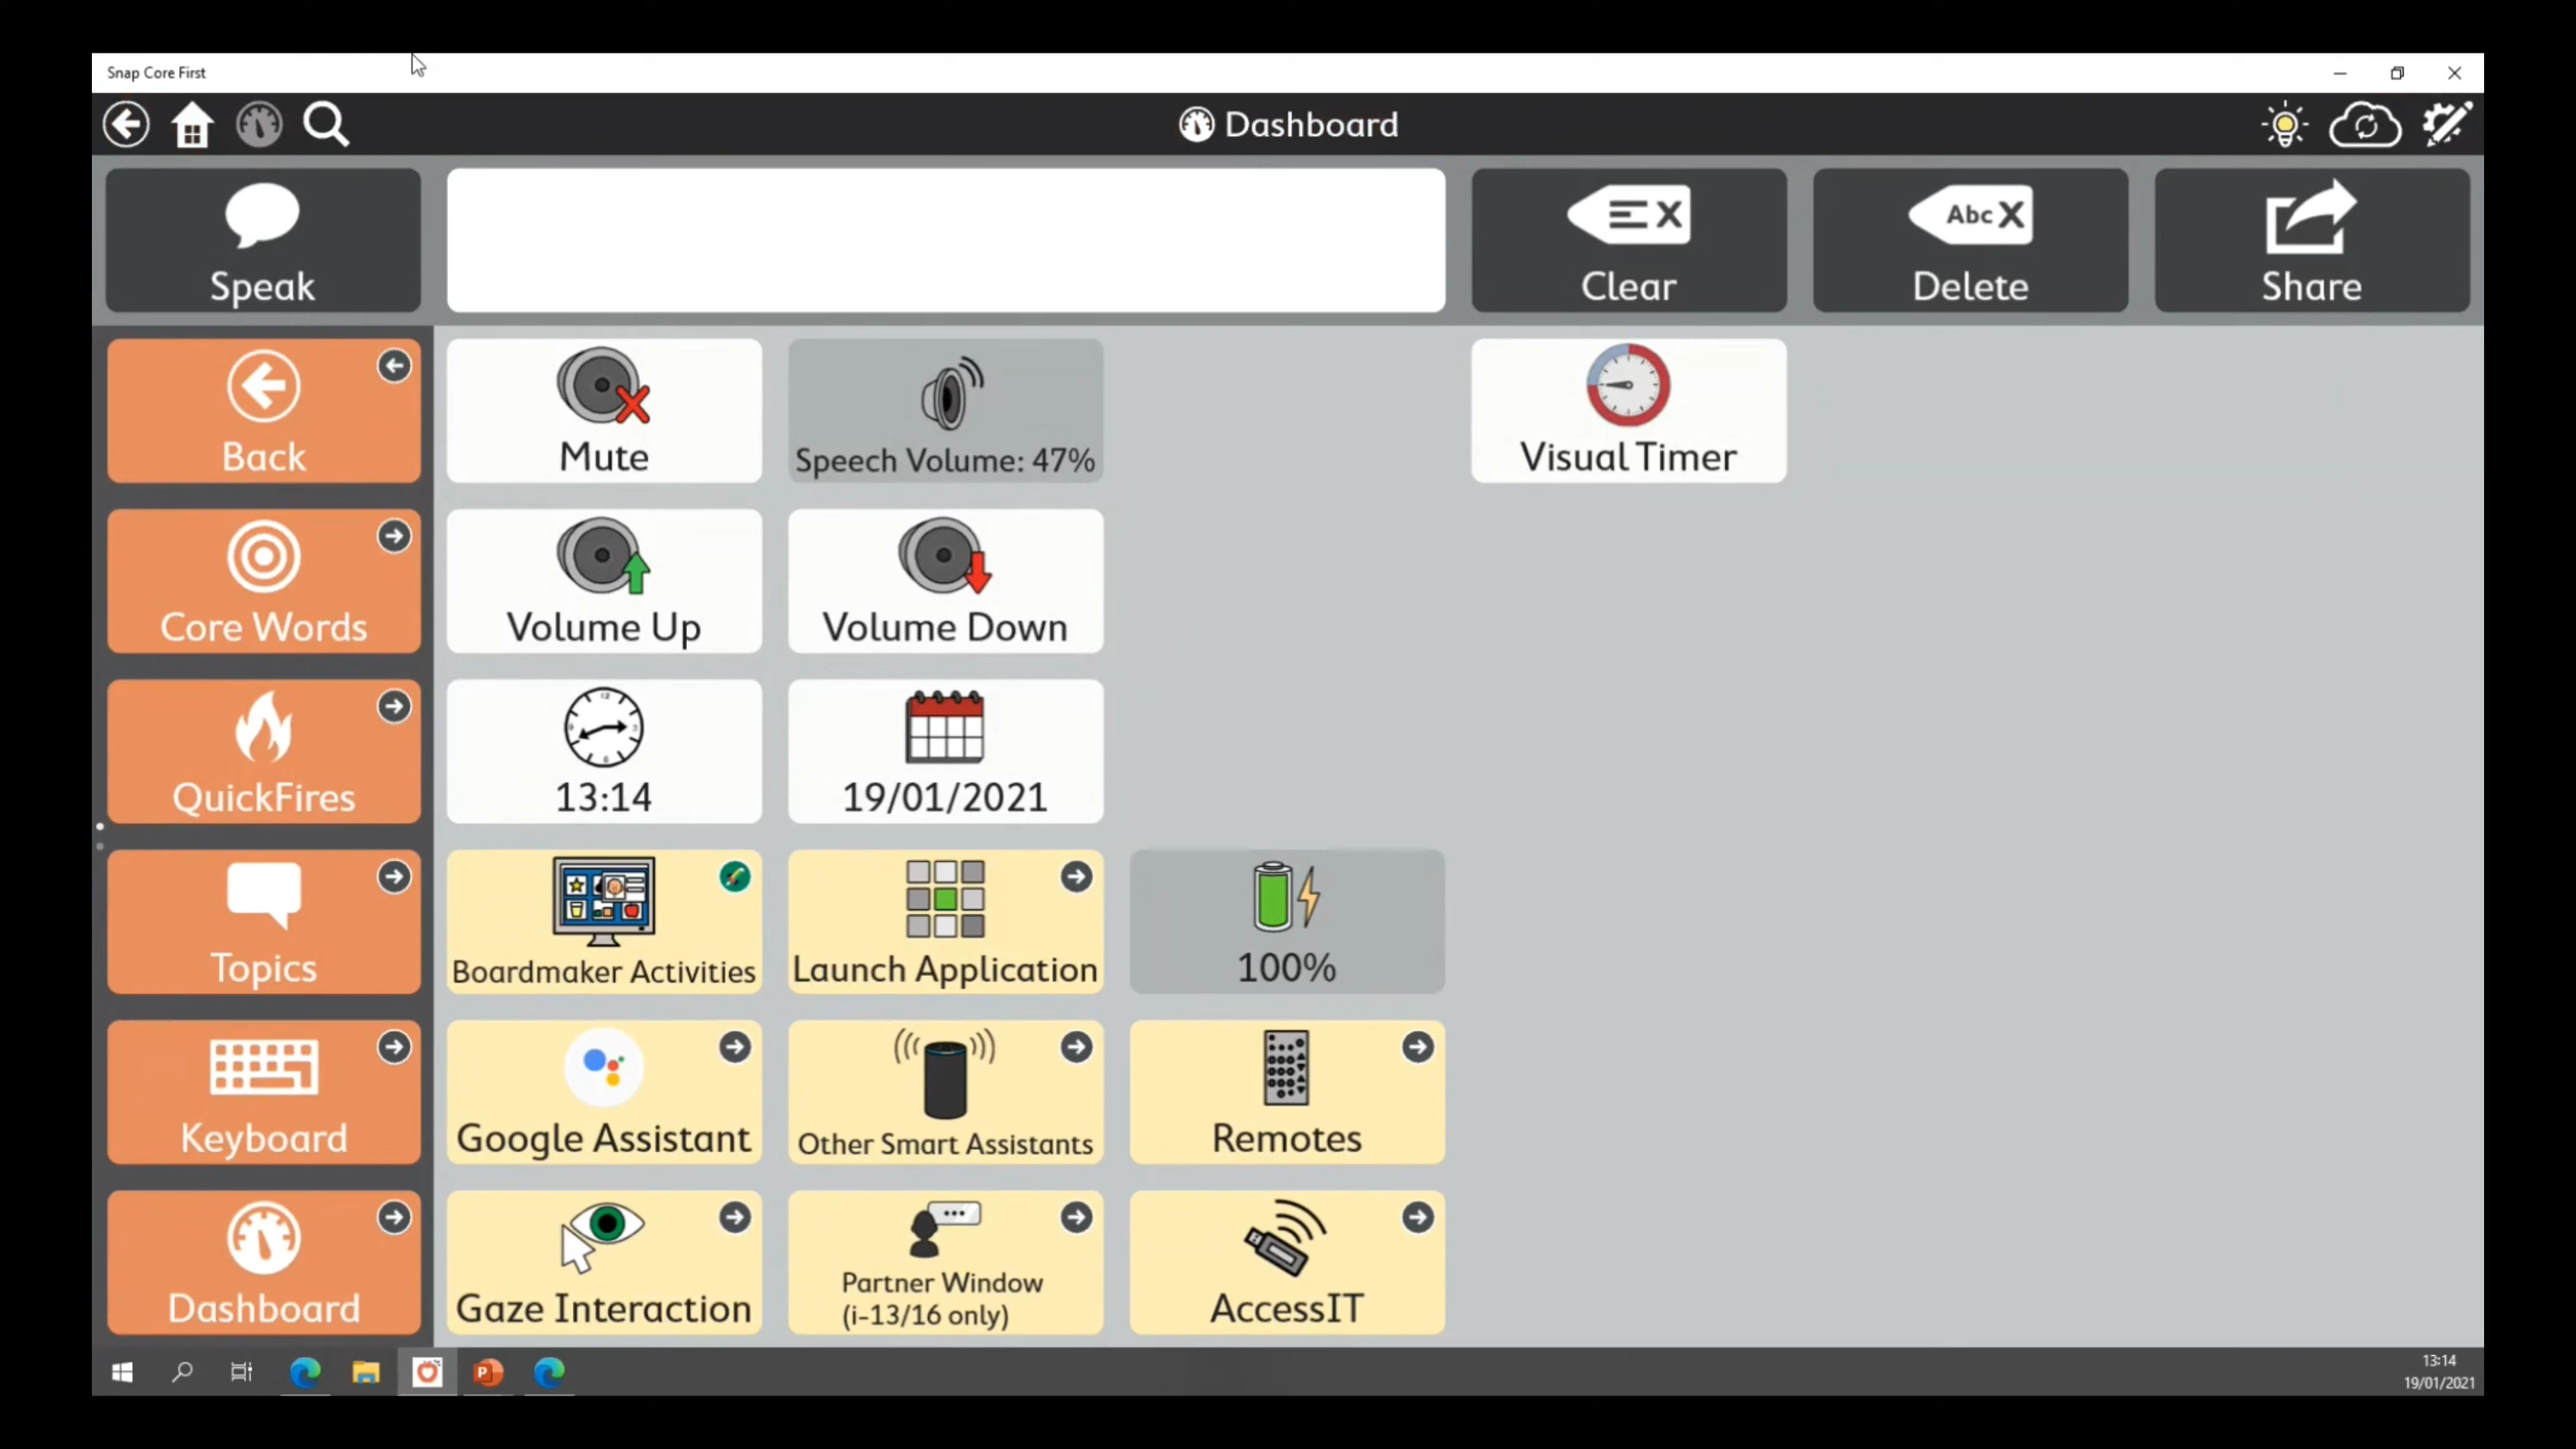 Snap Core First
Dashboard
Speak
Abc X
Clear
Delete
Share
Back
Mute
Speech Volume: 47%
Visual Timer
Core Words
Volume Up
Volume Down
QuickFires
13:14
19/01/2021
Topics
Boardmaker Activities
Launch Application
100%
Keyboard
Google Assistant
Other Smart Assistants
Remotes
Dashboard
Gaze Interaction
Partner Window
(i-13/16 only)
AccessIT
13:14
19/01/2021